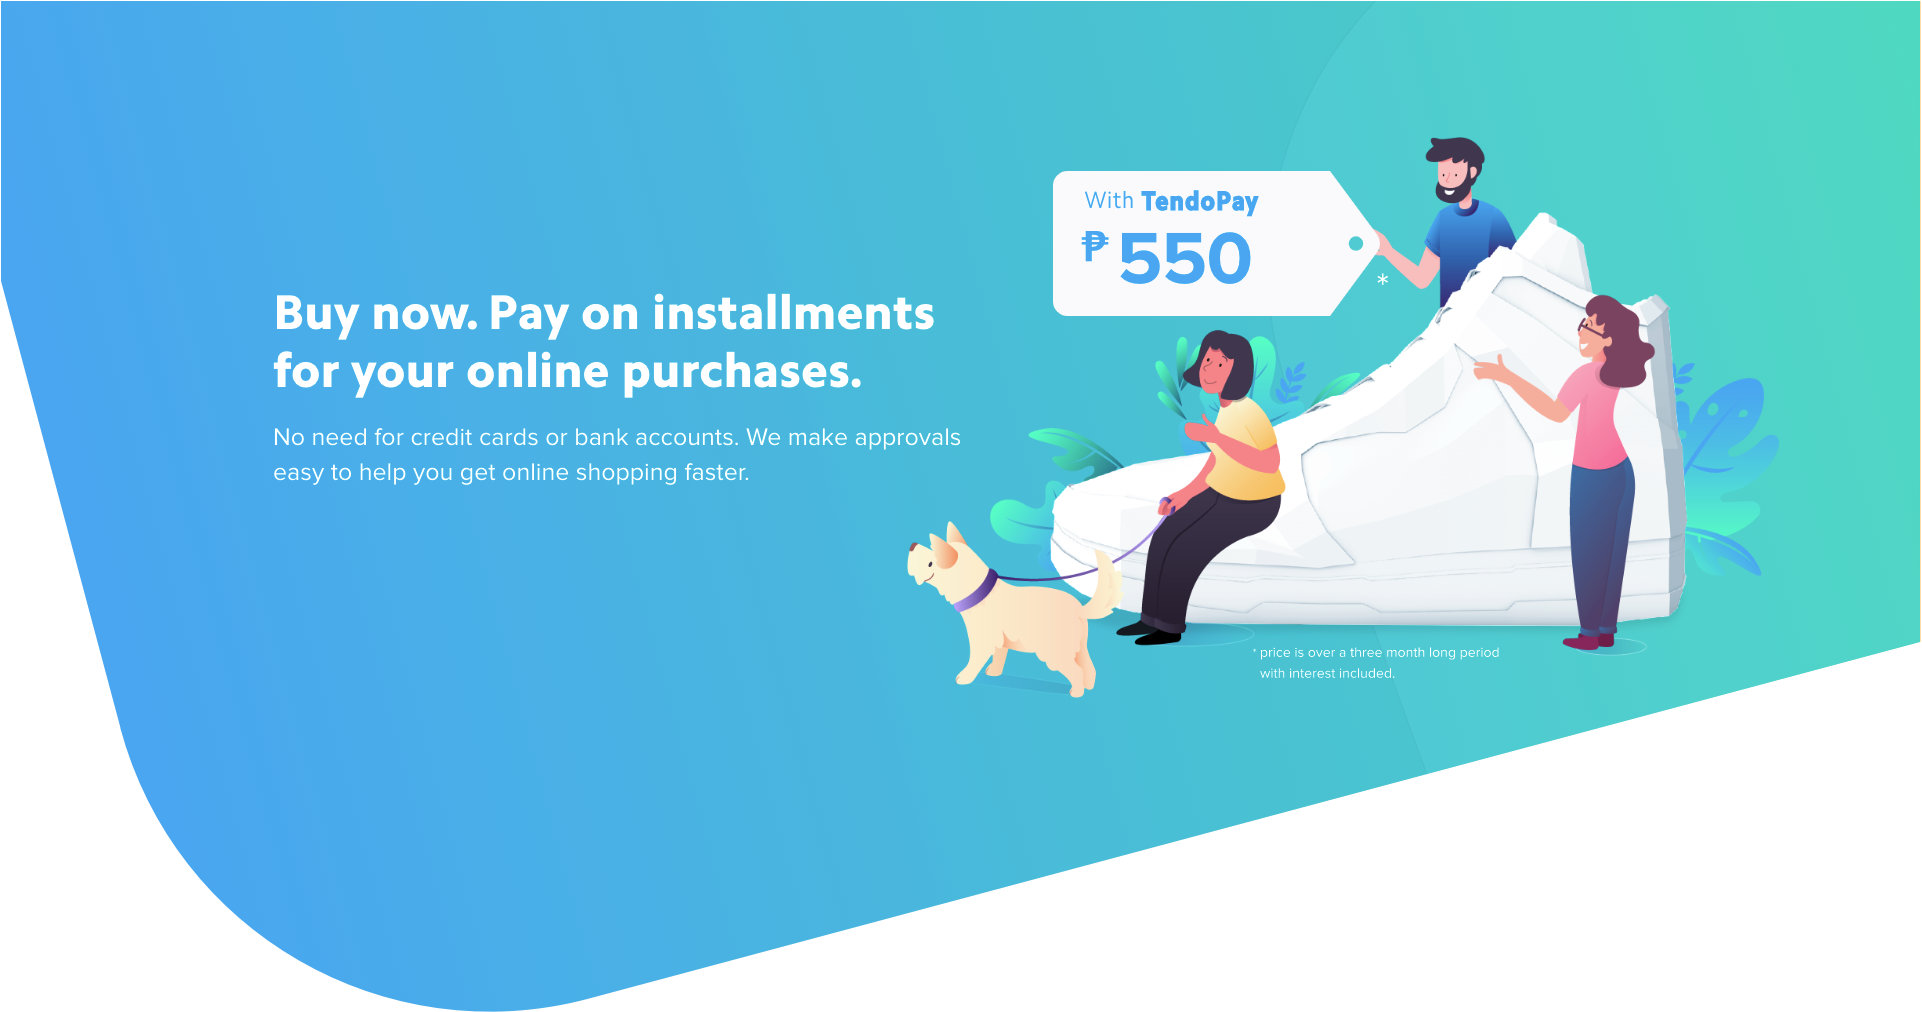 Buy now. Pay on installments
for your online purchases.
No need for credit cards or bank accounts. We make approvals
easy to help you get online shopping faster.
With TendoPay
₱ 550
*
* price is over a three month long period
with interest included.